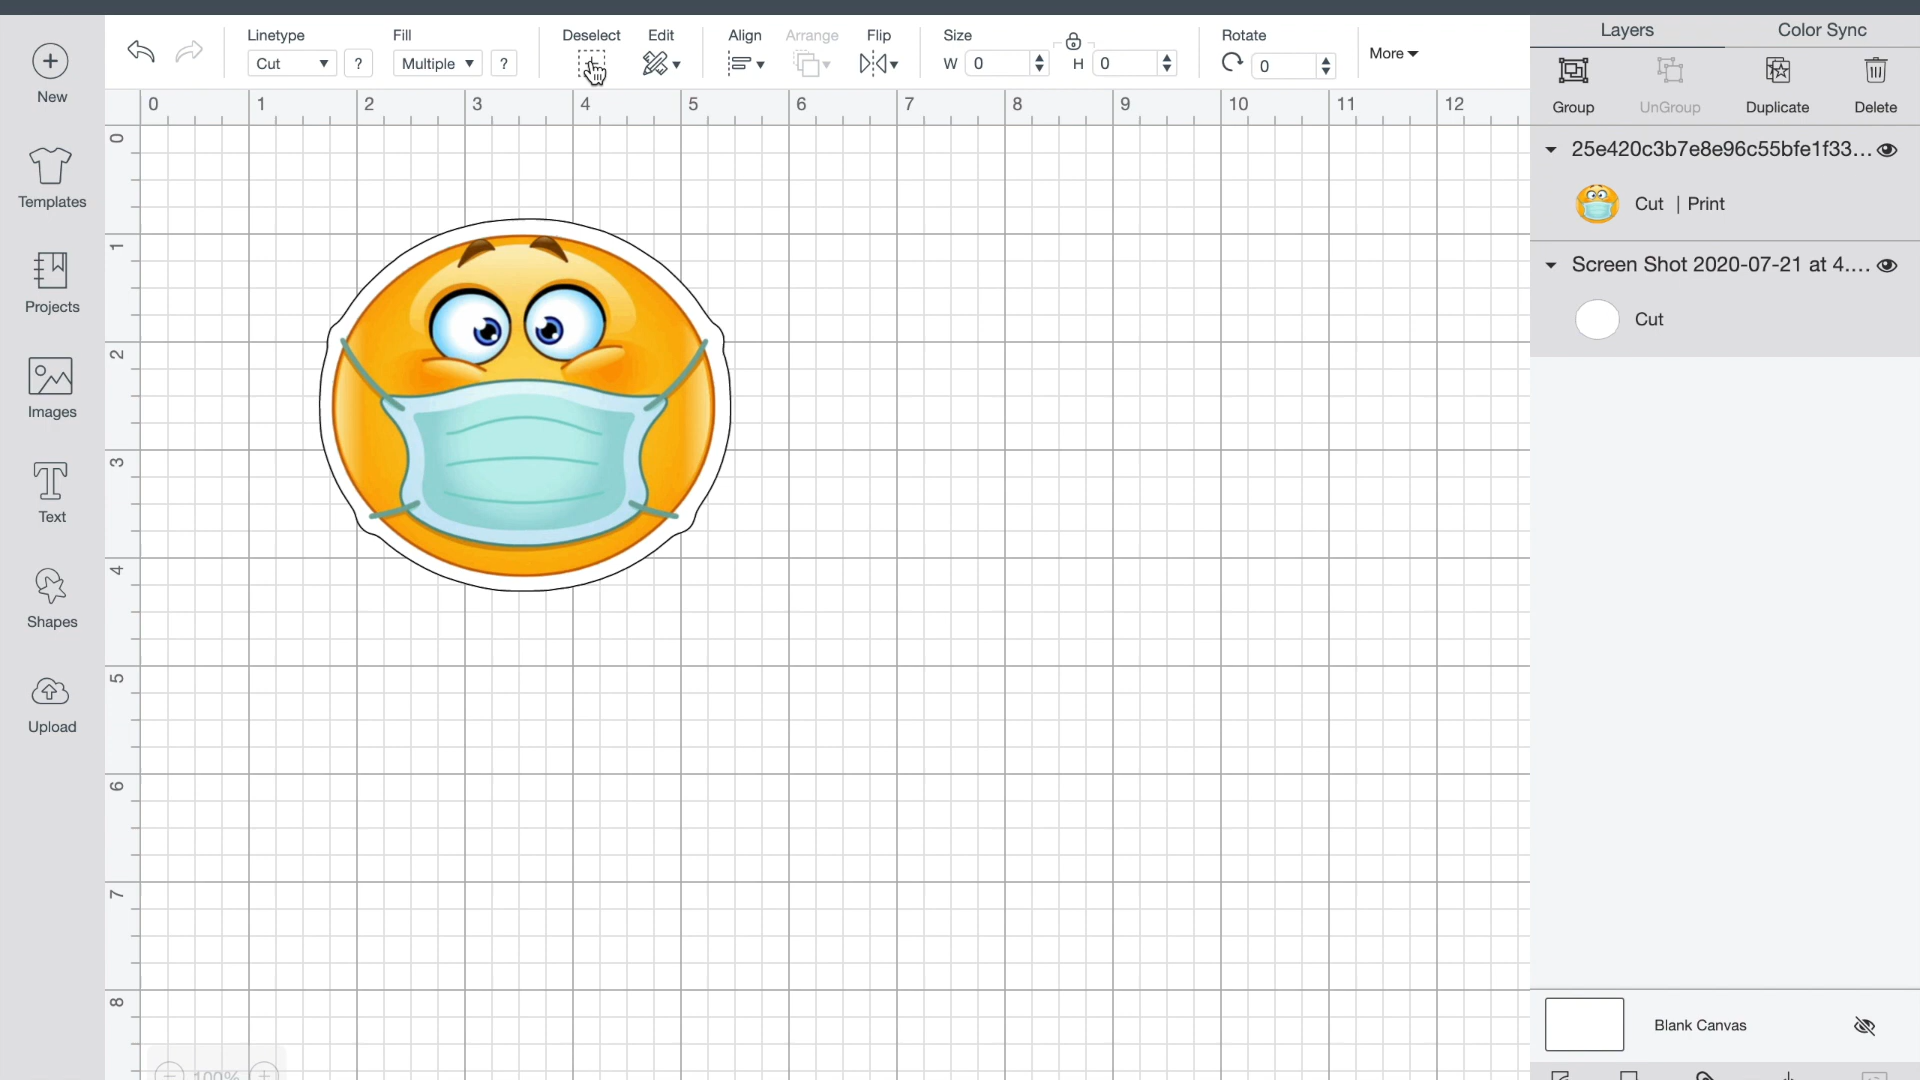 Linetype
Fill
Deselect
Edit
Align
Arrange
Flip
Size
Rotate
Cut ▼
?
Multiple ▼
?
W 0
H 0
0
More
Layers
Color Sync
Group
UnGroup
Duplicate
Delete
0 1 2 3 4 5 6 7 8 9 10 11 12
0
1
2
3
4
5
6
7
8
New
Templates
Projects
Images
Text
Shapes
Upload
25e420c3b7e8e96c55bfe1f33...
Cut | Print
Screen Shot 2020-07-21 at 4....
Cut
Blank Canvas
100%